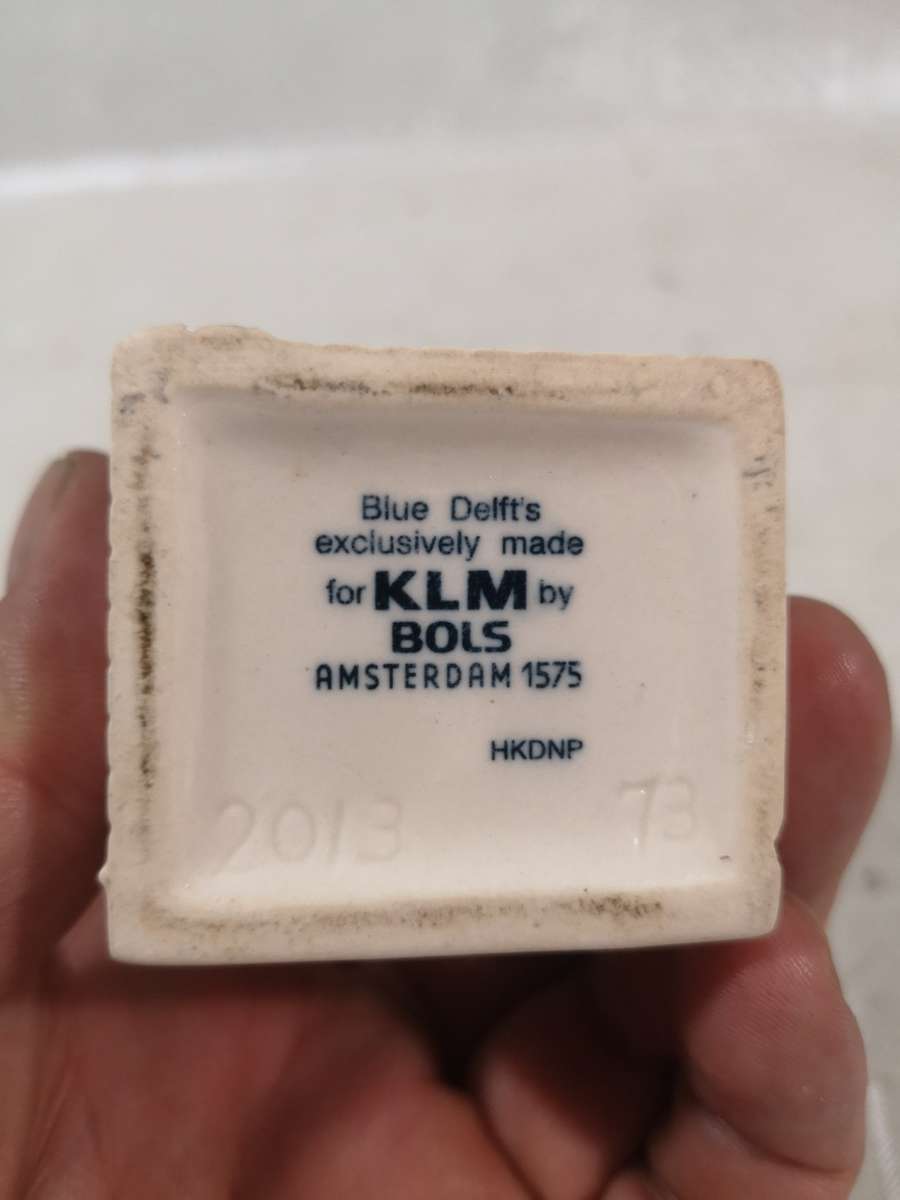 Blue Delft's
exclusively made
for KLM by
BOLS
AMSTERDAM 1575
HKDNP
2013 73